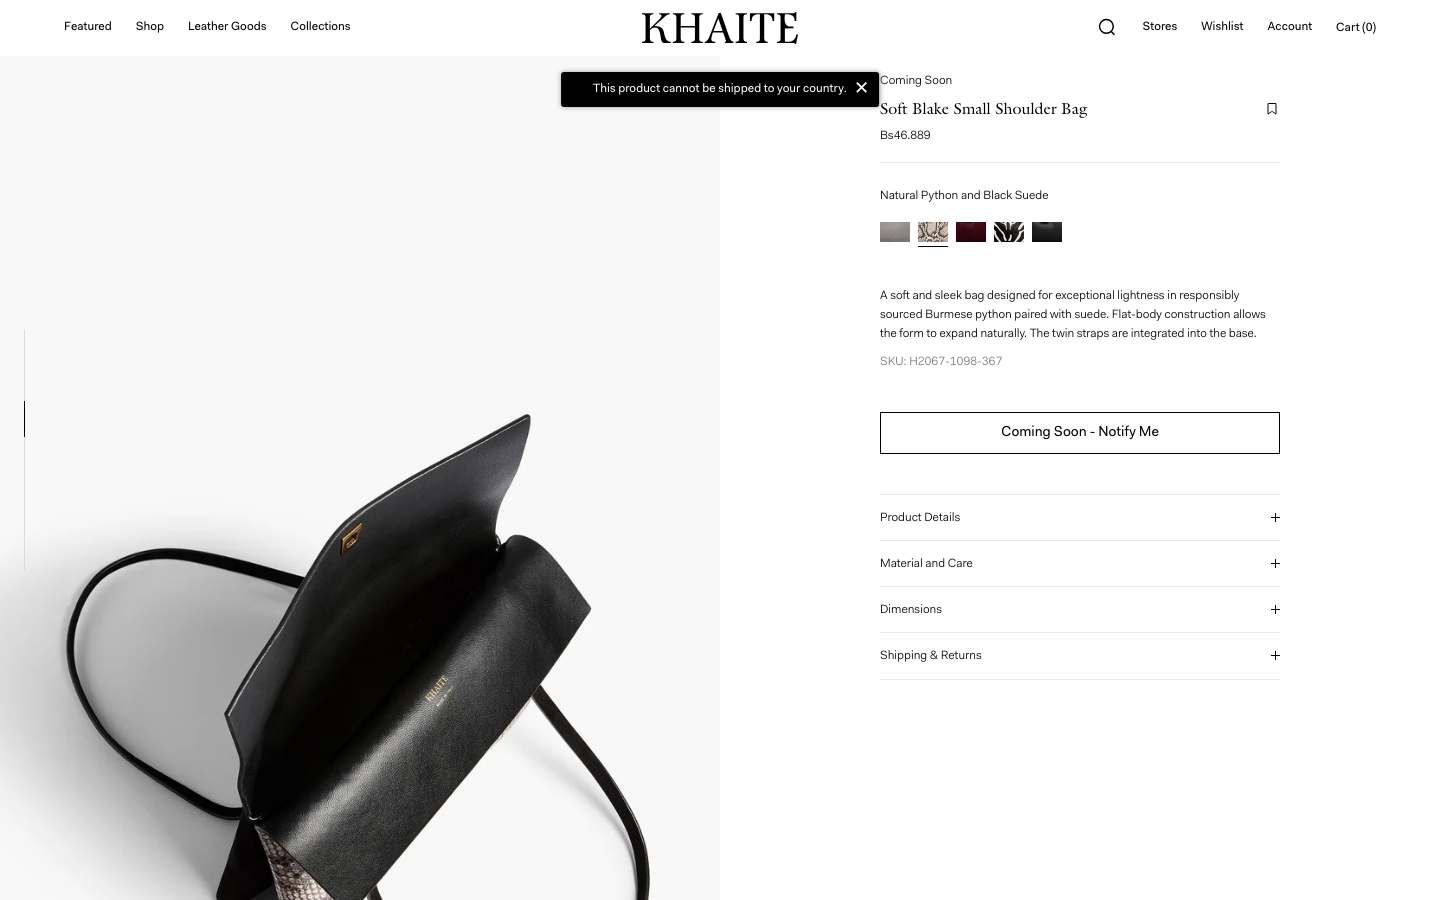 Featured
Shop
Leather Goods
Collections
KHAITE
Stores
Wishlist
Account
Cart (0)
This product cannot be shipped to your country.
Coming Soon
Soft Blake Small Shoulder Bag
Bs46.889
Natural Python and Black Suede
A soft and sleek bag designed for exceptional lightness in responsibly
sourced Burmese python paired with suede. Flat-body construction allows
the form to expand naturally. The twin straps are integrated into the base.
SKU: H2067-1098-367
Coming Soon - Notify Me
Product Details
Material and Care
Dimensions
Shipping & Returns
KHAITE